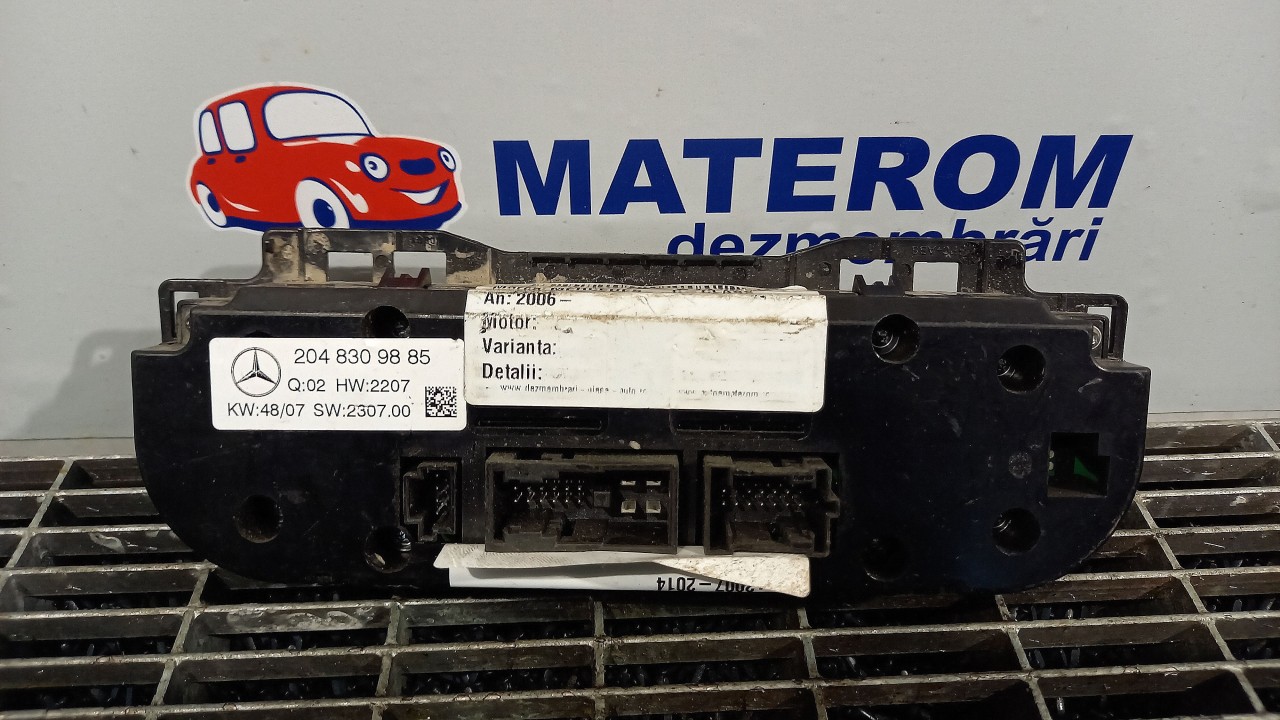 MATEROM
dezmembrări
An: 2006-
Motor:
Varianta:
Detalii:
204 830 98 85
Q:02 HW:2207
KW:48/07 SW:2307.00
2007-2014